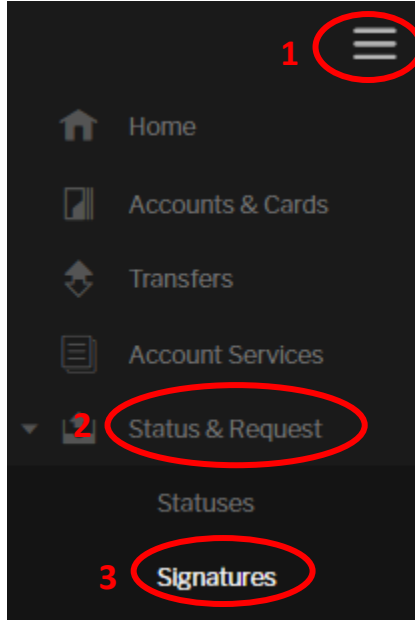 1
Home
Accounts & Cards
Transfers
Account Services
2 Status & Request
Statuses
3 Signatures